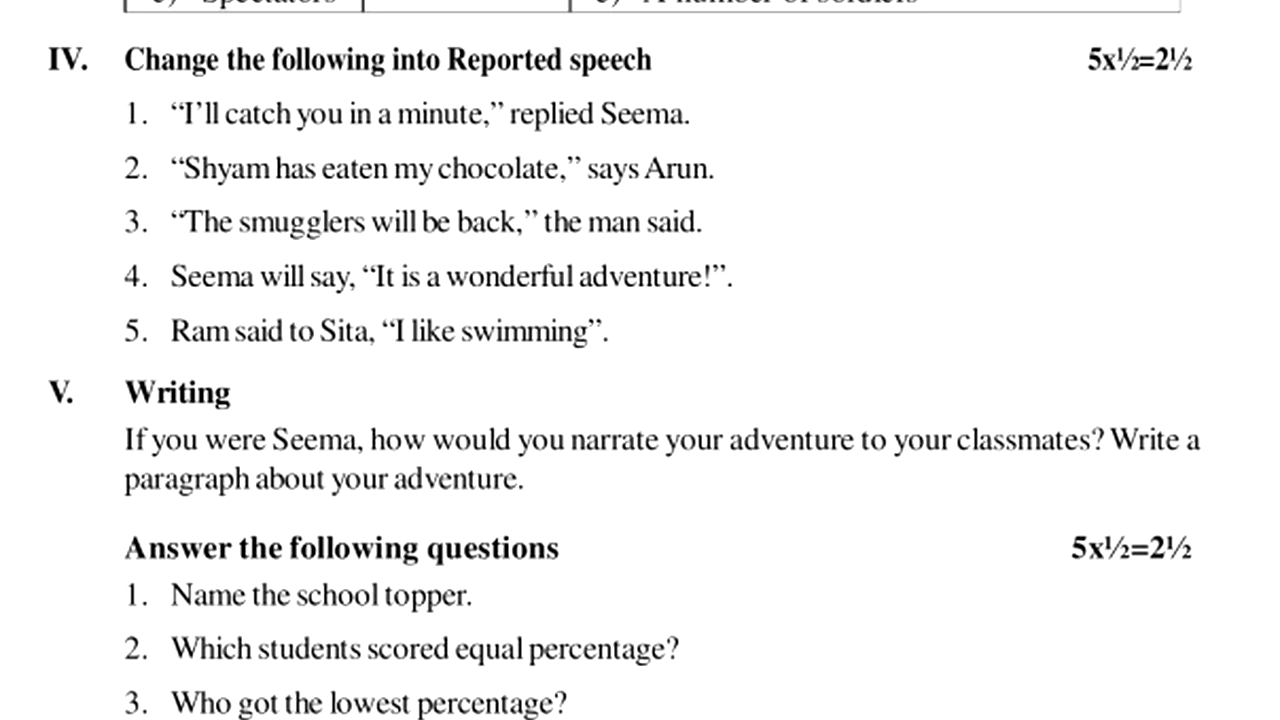 IV. Change the following into Reported speech 5x½=2½
1. “I’ll catch you in a minute,” replied Seema.
2. “Shyam has eaten my chocolate,” says Arun.
3. “The smugglers will be back,” the man said.
4. Seema will say, “It is a wonderful adventure!”.
5. Ram said to Sita, “I like swimming”.
V. Writing
If you were Seema, how would you narrate your adventure to your classmates? Write a
paragraph about your adventure.
Answer the following questions 5x½=2½
1. Name the school topper.
2. Which students scored equal percentage?
3. Who got the lowest percentage?